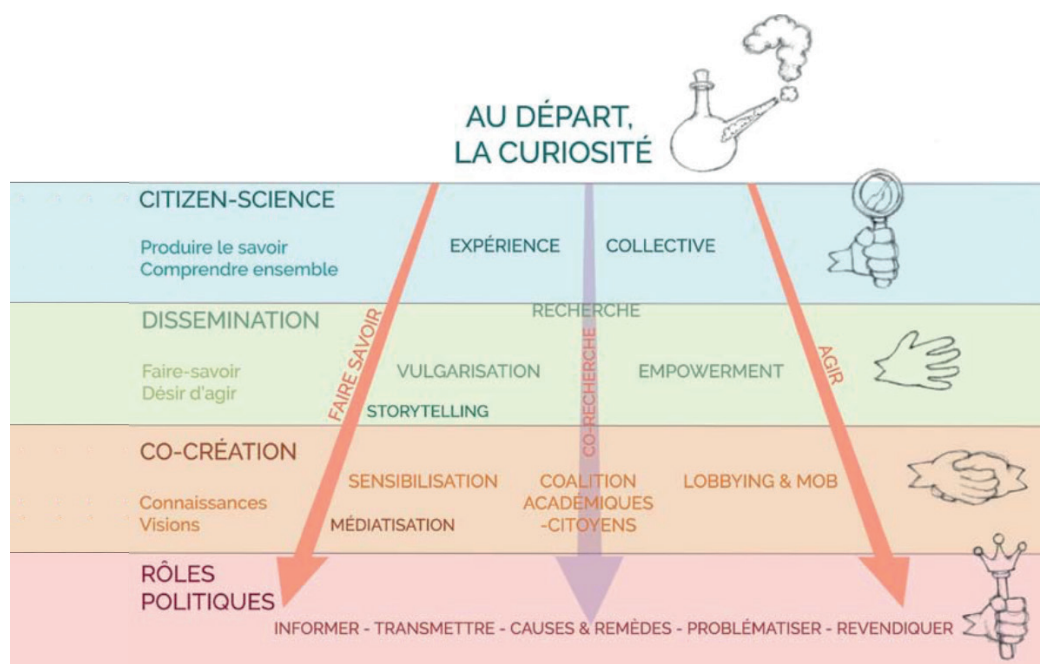 AU DÉPART,
LA CURIOSITÉ
CITIZEN-SCIENCE
Produire le savoir
Comprendre ensemble
EXPÉRIENCE
COLLECTIVE
DISSEMINATION
Faire-savoir
Désir d'agir
FAIRE SAVOIR
RECHERCHE
CO-RECHERCHE
AGIR
VULGARISATION
EMPOWERMENT
STORYTELLING
CO-CRÉATION
Connaissances
Visions
SENSIBILISATION
COALITION
ACADÉMIQUES
-CITOYENS
LOBBYING & MOB
MÉDIATISATION
RÔLES
POLITIQUES
INFORMER - TRANSMETTRE - CAUSES & REMÈDES - PROBLÉMATISER - REVENDIQUER